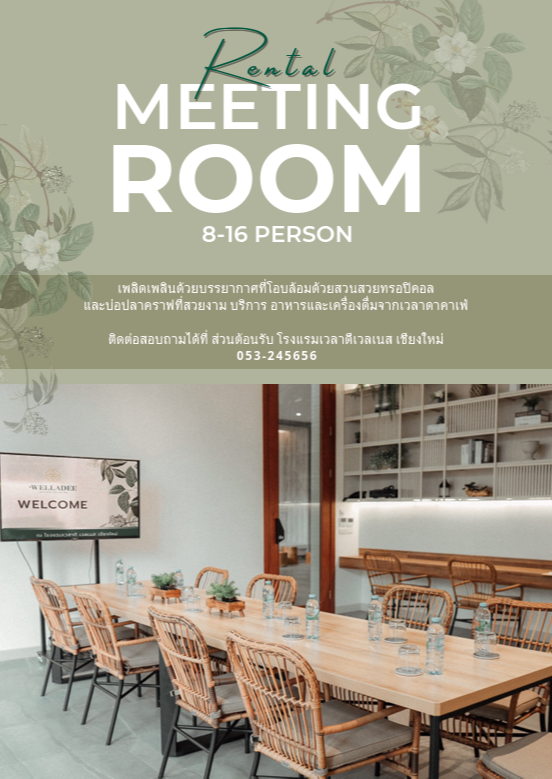 Rental
MEETING
ROOM
8-16 PERSON
เพลิดเพลินด้วยบรรยากาศที่โอบล้อมด้วยสวนสวยทรอปิคอล
และบ่อปลาคราฟที่สวยงาม บริการ อาหารและเครื่องดื่มจากเวลาดาคาเฟ่
ติดต่อสอบถามได้ที่ ส่วนต้อนรับ โรงแรมเวลาดีเวลเนส เชียงใหม่
053-245656
WELLADEE
WELCOME